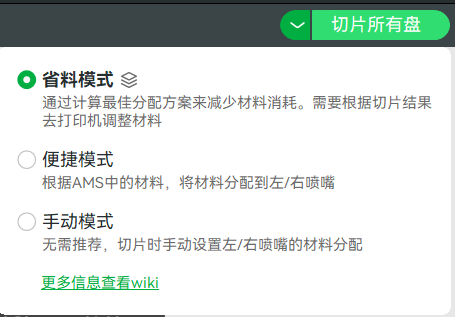 切片所有盘
省料模式
通过计算最佳分配方案来减少材料消耗。需要根据切片结果
去打印机调整材料
便捷模式
根据AMS中的材料，将材料分配到左/右喷嘴
手动模式
无需推荐，切片时手动设置左/右喷嘴的材料分配
更多信息查看wiki